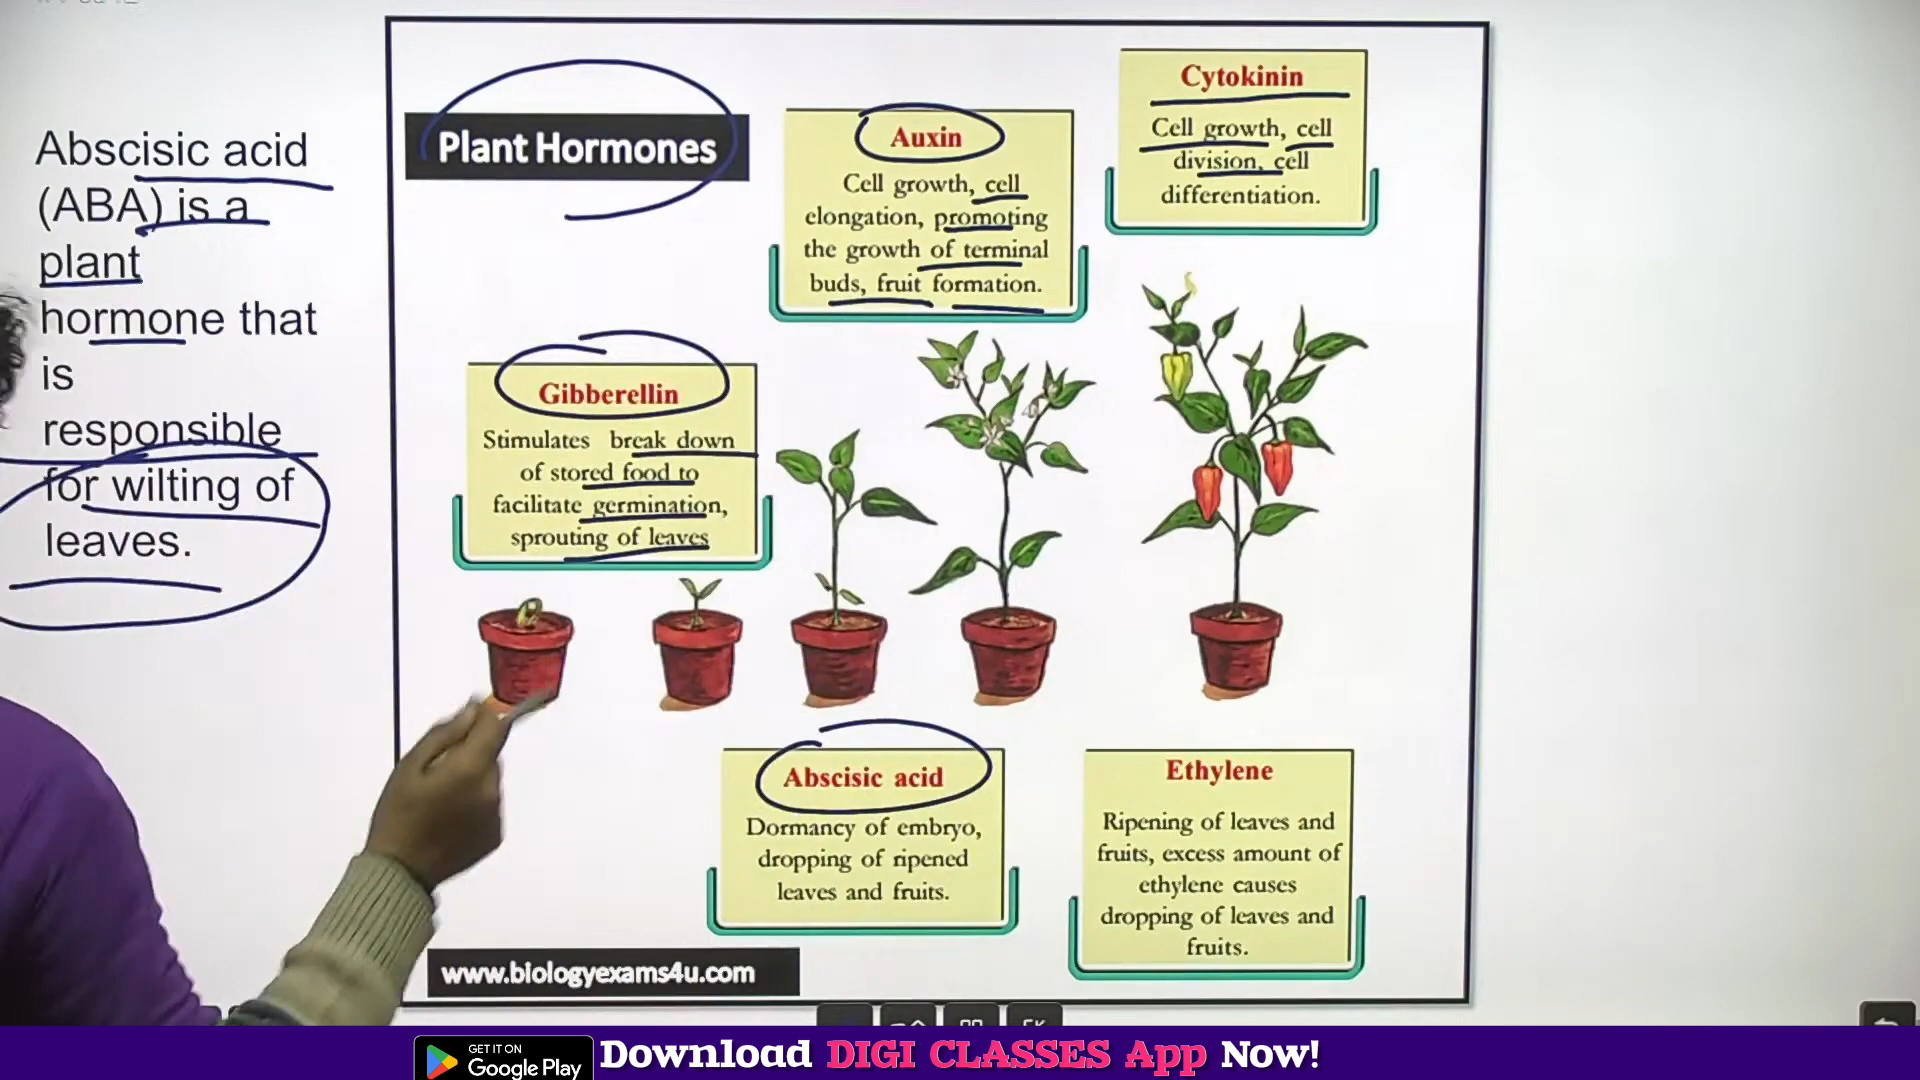 Abscisic acid
(ABA) is a
plant
hormone that
is
responsible
for wilting of
leaves.
Plant Hormones
Auxin
Cell growth, cell
elongation, promoting
the growth of terminal
buds, fruit formation.
Cytokinin
Cell growth, cell
division, cell
differentiation.
Gibberellin
Stimulates break down
of stored food to
facilitate germination,
sprouting of leaves
Abscisic acid
Dormancy of embryo,
dropping of ripened
leaves and fruits.
Ethylene
Ripening of leaves and
fruits, excess amount of
ethylene causes
dropping of leaves and
fruits.
www.biologyexams4u.com
GET IT ON
Google Play
Download DIGI CLASSES App Now!